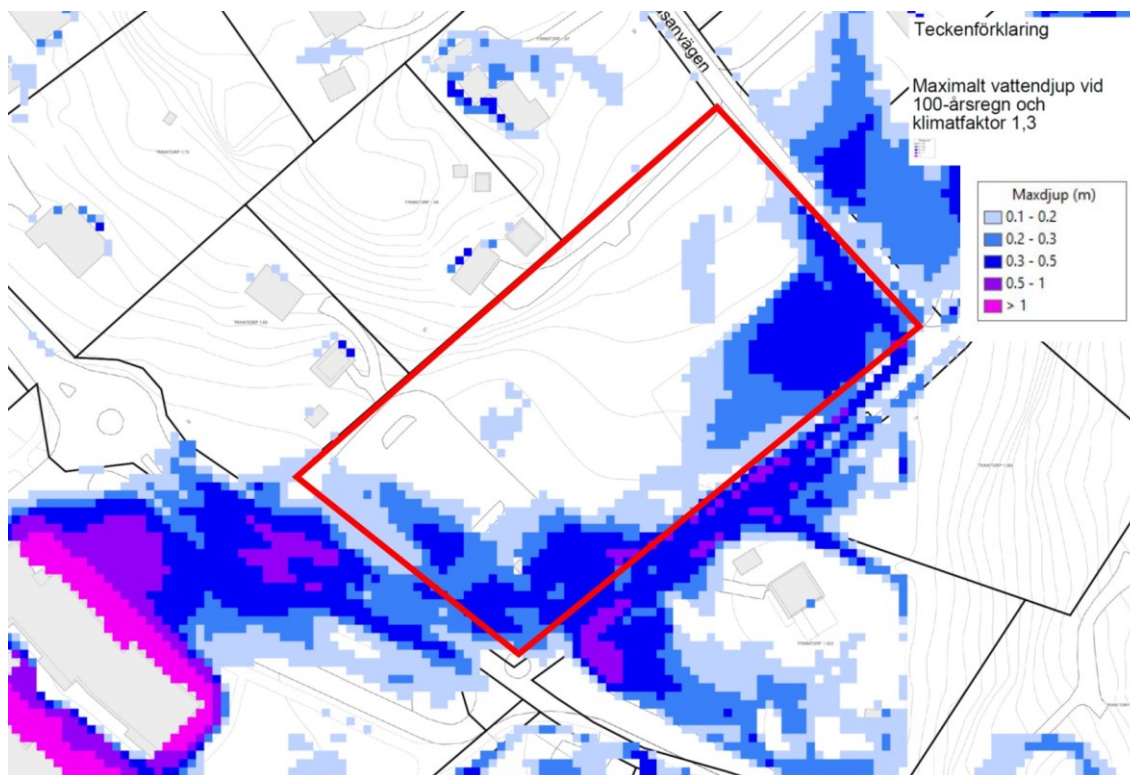 sanvägen
Teckenförklaring
Maximalt vattendjup vid
100-årsregn och
klimatfaktor 1,3
Maxdjup (m)
0.1 - 0.2
0.2 - 0.3
0.3 - 0.5
0.5 - 1
> 1